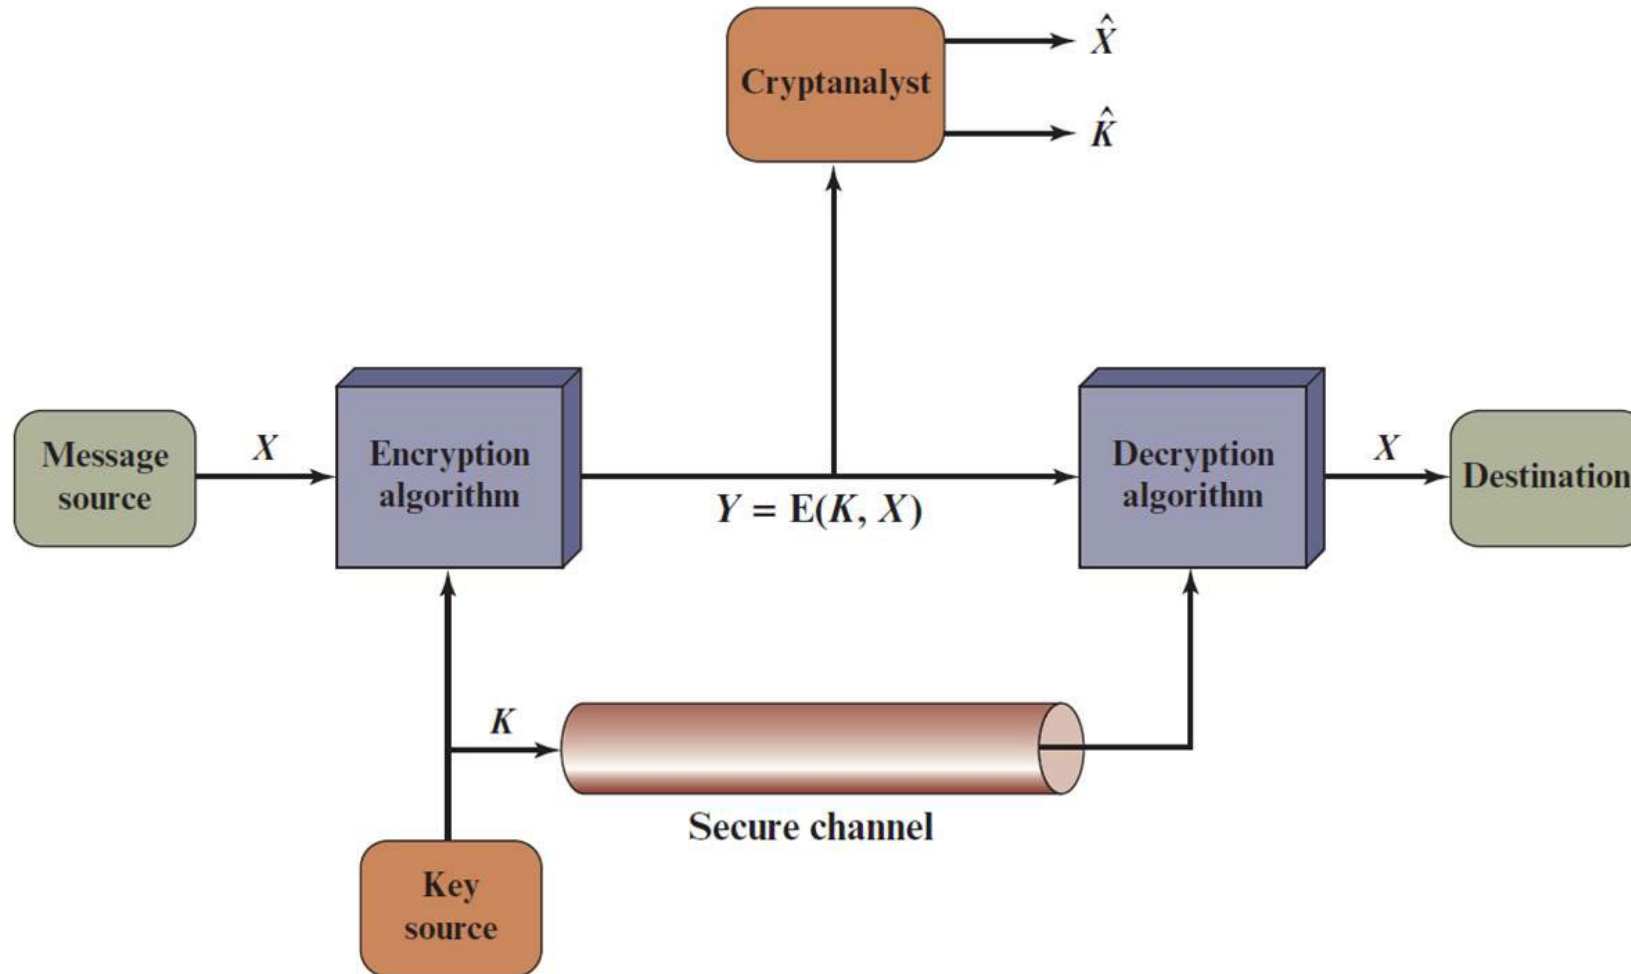 Cryptanalyst
X̂
K̂
Message
source
X
Encryption
algorithm
Y = E(K, X)
Decryption
algorithm
X
Destination
K
Secure channel
Key
source